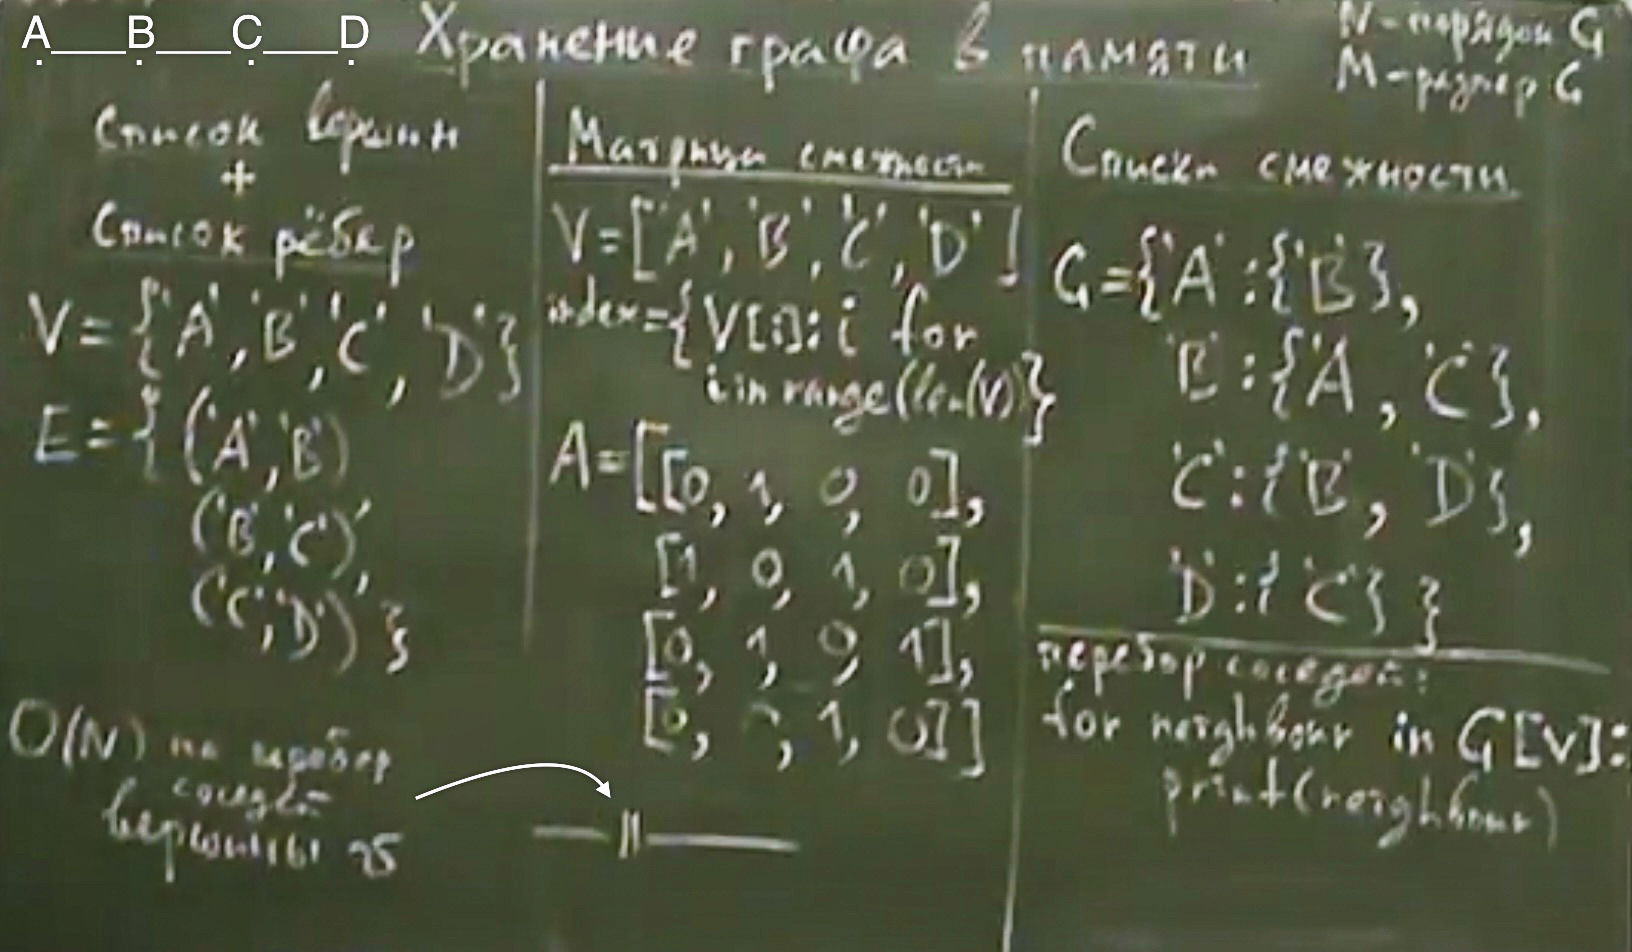 A___B___C___D
Хранение графа в памяти
N-порядок G
M-размер G
Список вершин
+
Список рёбер
V={'A','B','C','D'}
E={('A','B')
('B','C'),
('C','D')}
O(N) на перебор
соседей
вершины
Матрица смежности
V=['A','B','C','D']
index={V[i]:i for
i in range(len(V)}
A=[[0, 1, 0, 0],
[1, 0, 1, 0],
[0, 1, 0, 1],
[0, 0, 1, 0]]
—||—
Списки смежности
G={'A':{'B'},
'B':{'A, 'C'},
'C':{'B', 'D'},
'D':{'C'}}
перебор соседей:
for neighbour in G[V]:
print(neighbour)